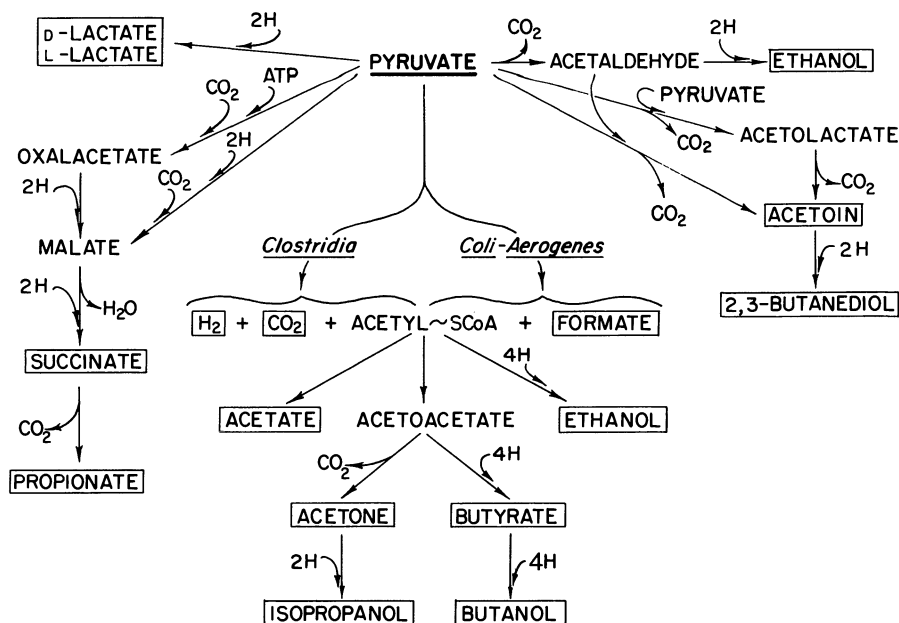 D-LACTATE
L-LACTATE
2H
PYRUVATE
CO2
ACETALDEHYDE
2H
ETHANOL
CO2
ATP
2H
PYRUVATE
CO2
ACETOLACTATE
OXALACETATE
2H
CO2
CO2
CO2
ACETOIN
MALATE
2H
H2O
Clostridia
Coli-Aerogenes
2H
2,3-BUTANEDIOL
H2 + CO2 + ACETYL~SCoA + FORMATE
SUCCINATE
4H
CO2
ACETATE
ACETOACETATE
ETHANOL
PROPIONATE
CO2
4H
ACETONE
BUTYRATE
2H
4H
ISOPROPANOL
BUTANOL